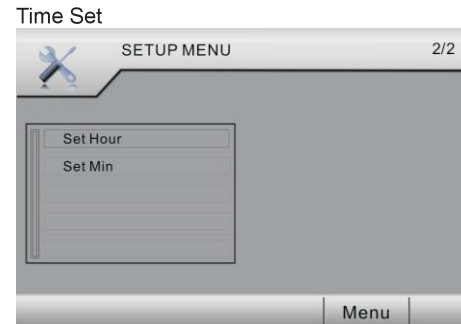 Time Set
SETUP MENU 2/2
Set Hour
Set Min
Menu